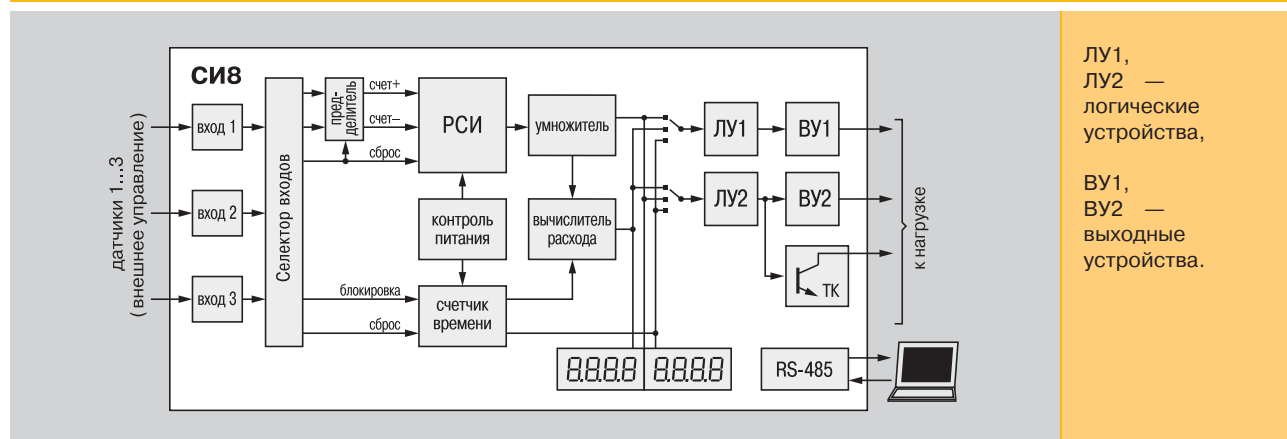 СИ8
датчики 1...3
(внешнее управление)
вход 1
вход 2
вход 3
Селектор входов
пред-
делитель
счет+
счет–
сброс
РСИ
умножитель
контроль
питания
вычислитель
расхода
блокировка
сброс
счетчик
времени
ЛУ1
ВУ1
ЛУ2
ВУ2
ТК
к нагрузке
8.8.8.8 8.8.8.8
RS-485
ЛУ1,
ЛУ2 —
логические
устройства,
ВУ1,
ВУ2 —
выходные
устройства.